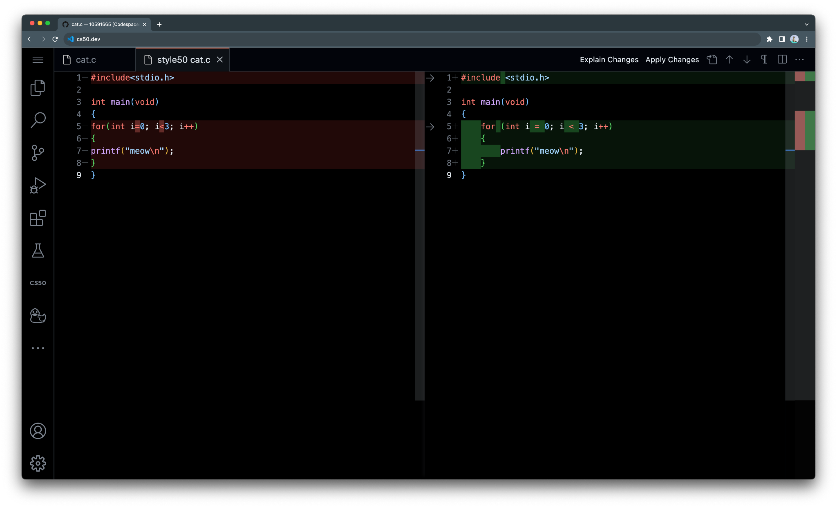 cat.c — 10591665 [Codespaces
cs50.dev
cat.c
style50 cat.c
Explain Changes Apply Changes
CS50
1 #include<stdio.h>
2
3 int main(void)
4 {
5 for(int i=0; i<3; i++)
6 {
7 printf("meow\n");
8 }
9 }
1 #include <stdio.h>
2
3 int main(void)
4 {
5 for (int i = 0; i < 3; i++)
6 {
7 printf("meow\n");
8 }
9 }